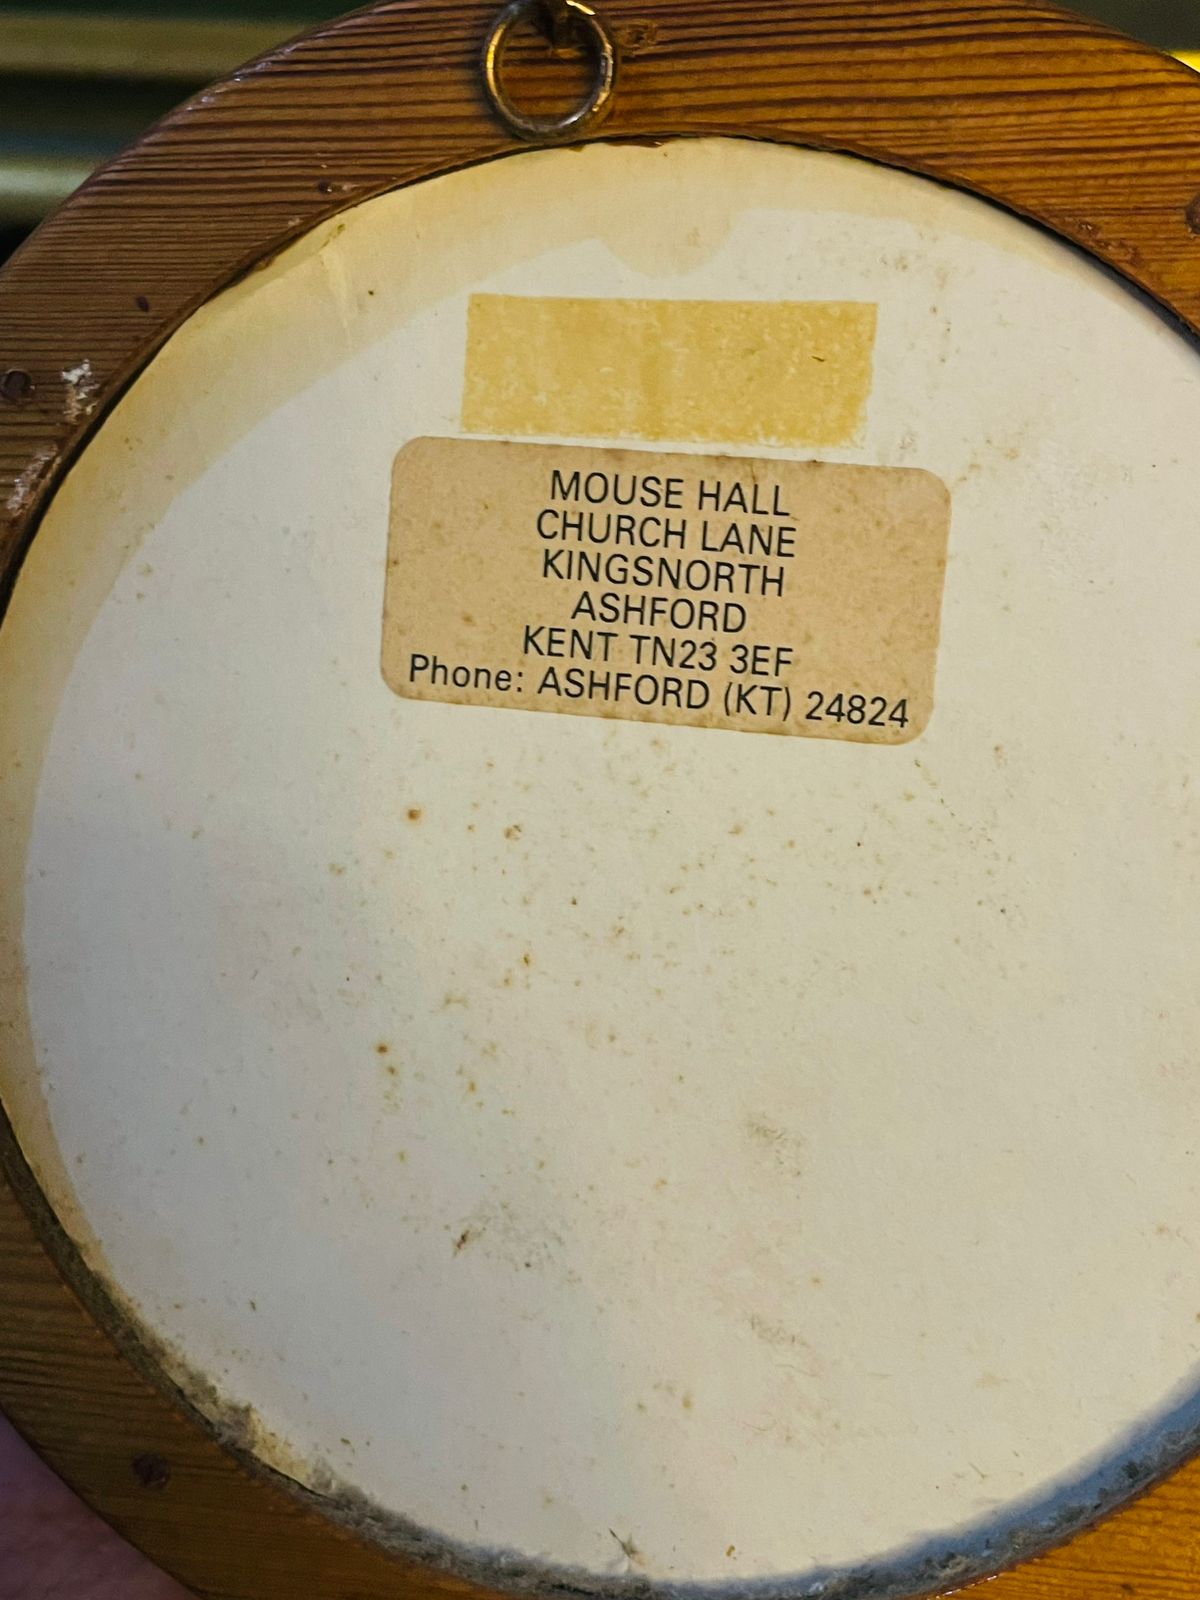 MOUSE HALL
CHURCH LANE
KINGSNORTH
ASHFORD
KENT TN23 3EF
Phone: ASHFORD (KT) 24824